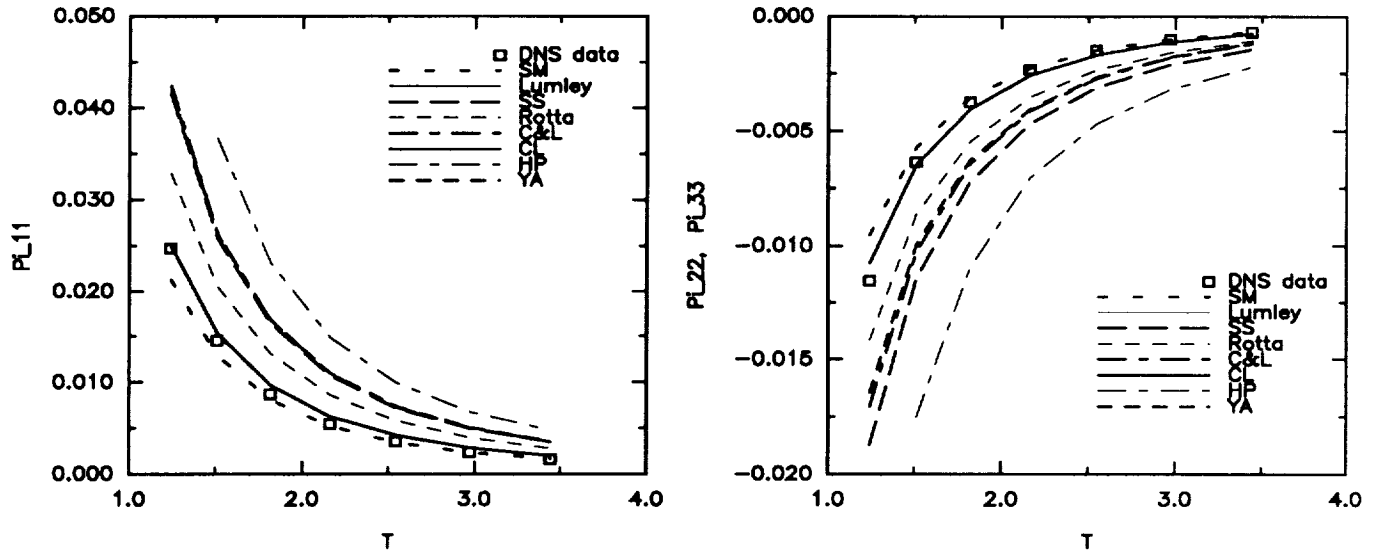 0.050
0.040
0.030
0.020
0.010
0.000
Pi_11
1.0
2.0
3.0
4.0
T
DNS data
SM
Lumley
SS
Rotta
C&L
CL
HP
YA
0.000
−0.005
−0.010
−0.015
−0.020
Pi_22, Pi_33
1.0
2.0
3.0
4.0
T
DNS data
SM
Lumley
SS
Rotta
C&L
CL
HP
YA